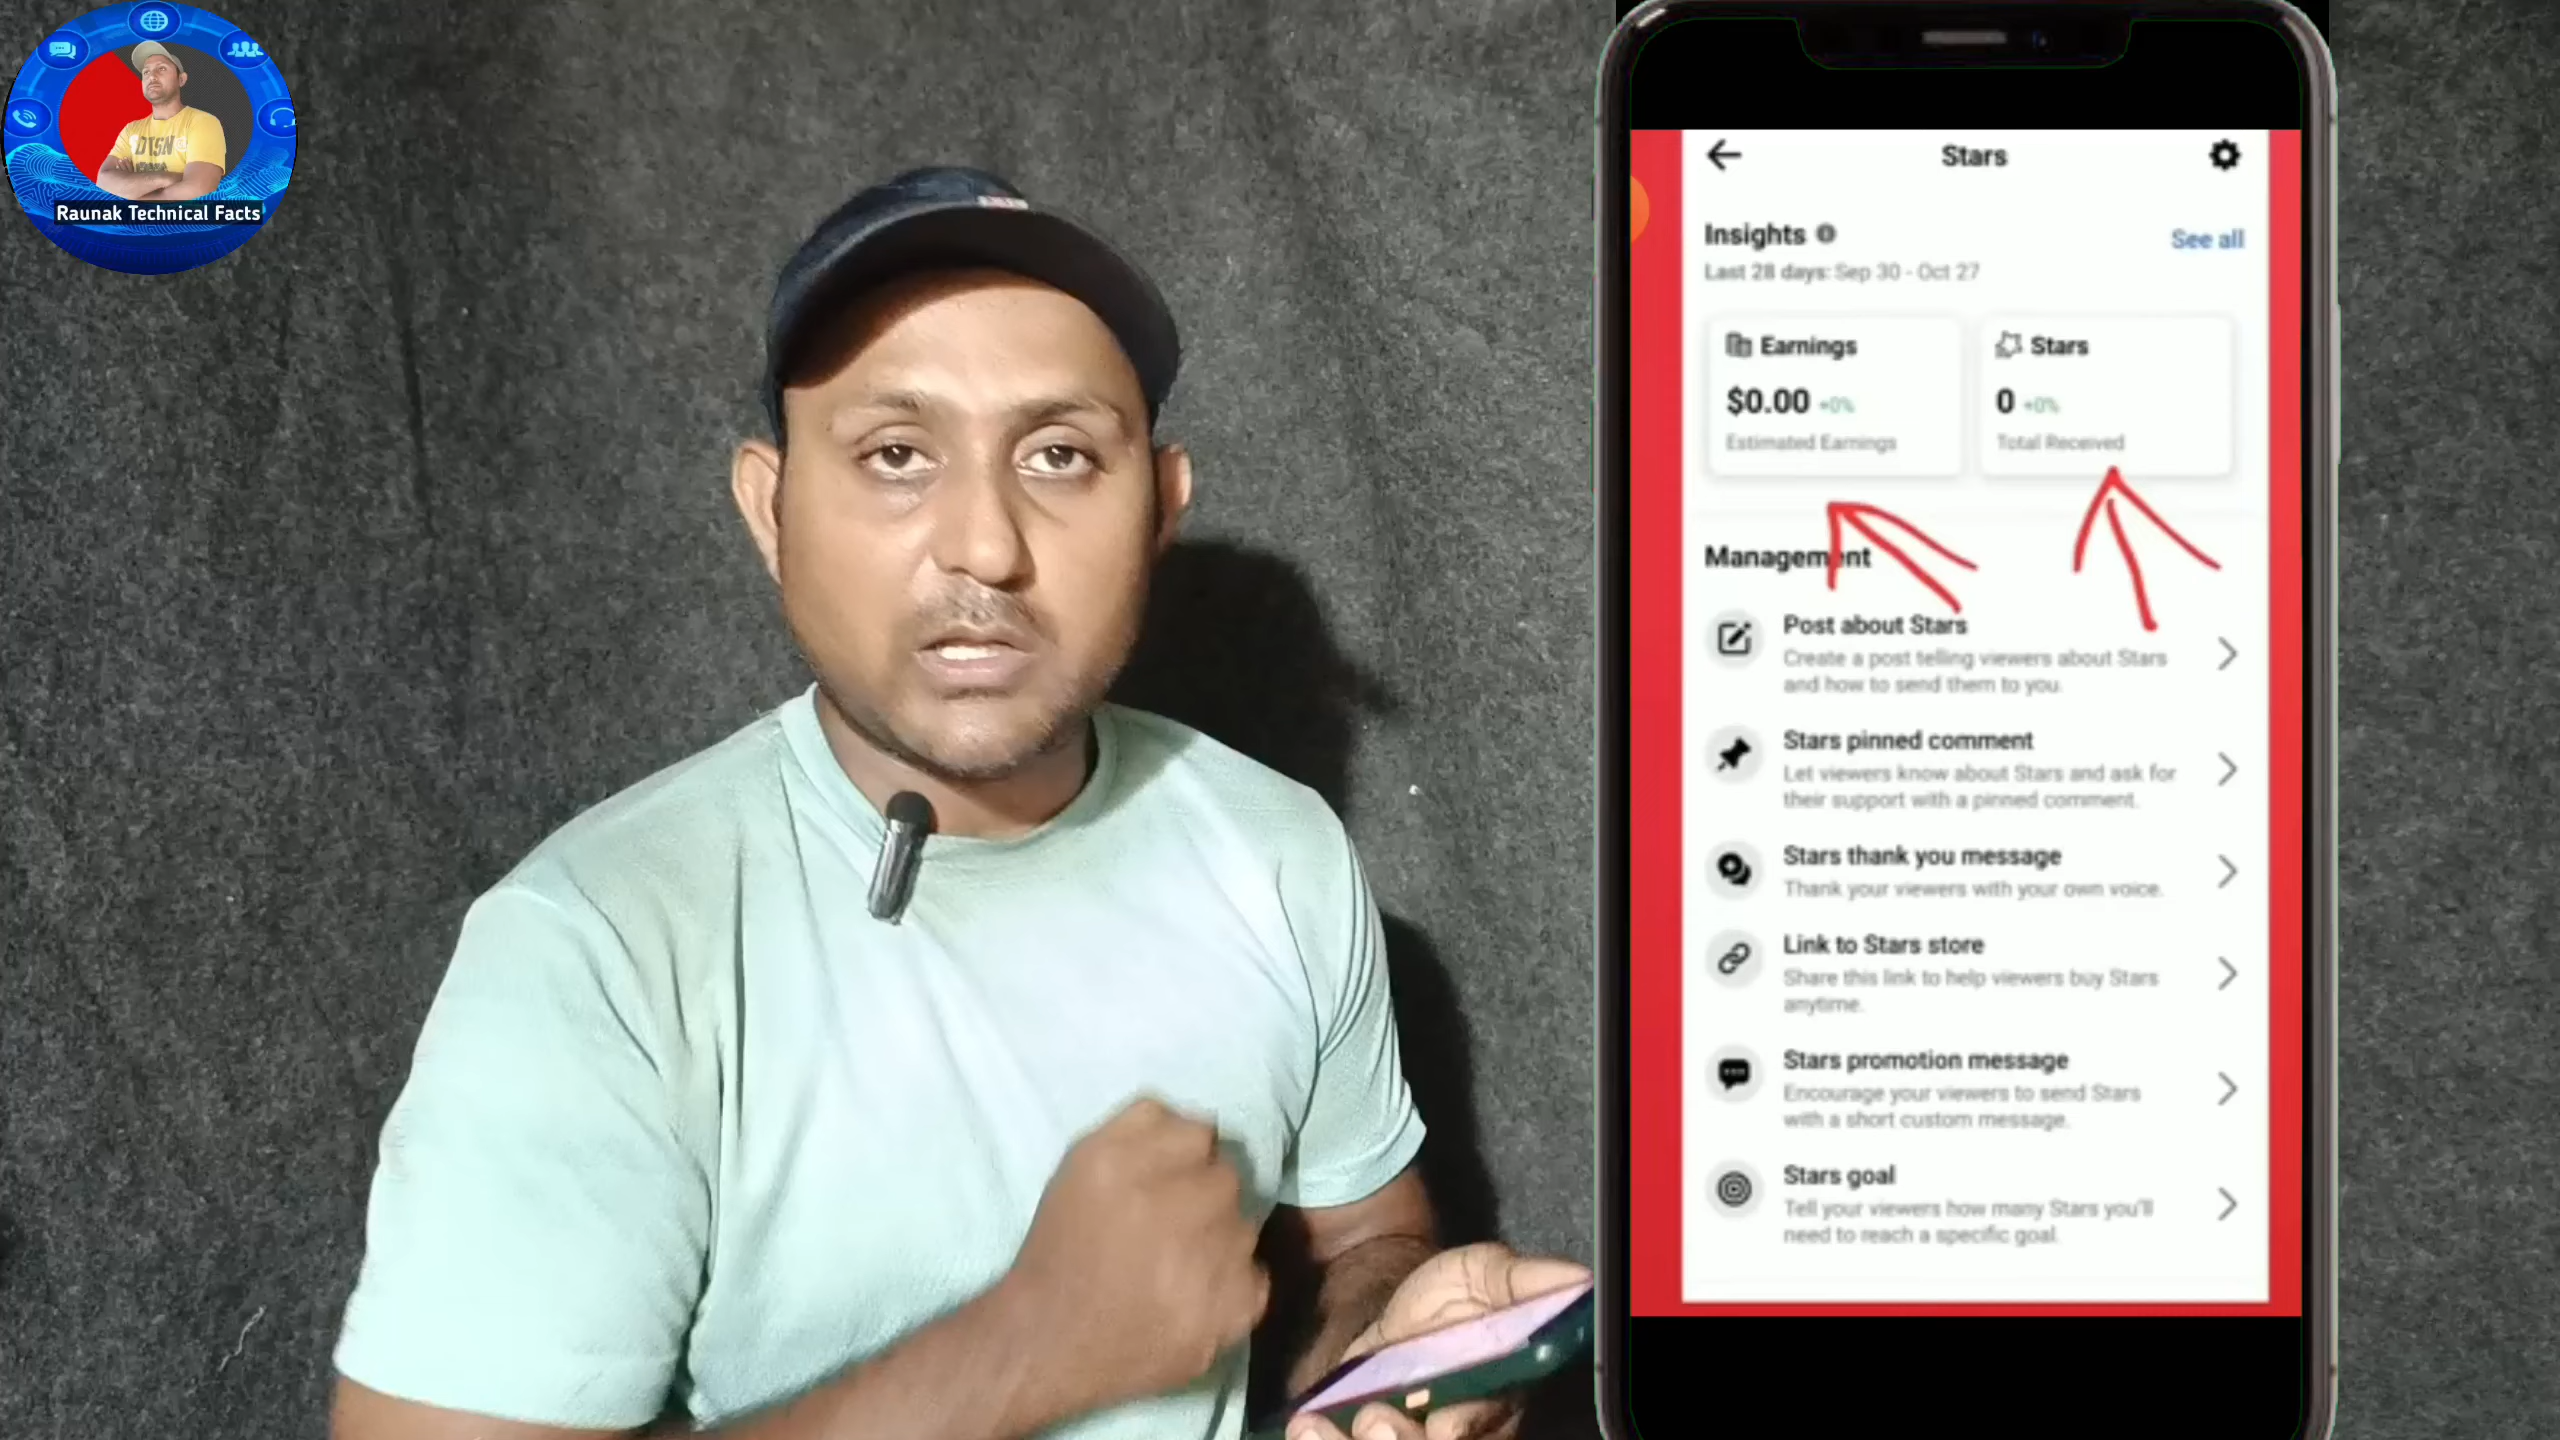 DTSN
Raunak Technical Facts
Stars
Insights
See all
Last 28 days: Sep 30 - Oct 27
Earnings
$0.00 +0%
Estimated Earnings
Stars
0 +0%
Total Received
Management
Post about Stars
Create a post telling viewers about Stars
and how to send them to you.
Stars pinned comment
Let viewers know about Stars and ask for
their support with a pinned comment.
Stars thank you message
Thank your viewers with your own voice.
Link to Stars store
Share this link to help viewers buy Stars
anytime.
Stars promotion message
Encourage your viewers to send Stars
with a short custom message.
Stars goal
Tell your viewers how many Stars you'll
need to reach a specific goal.